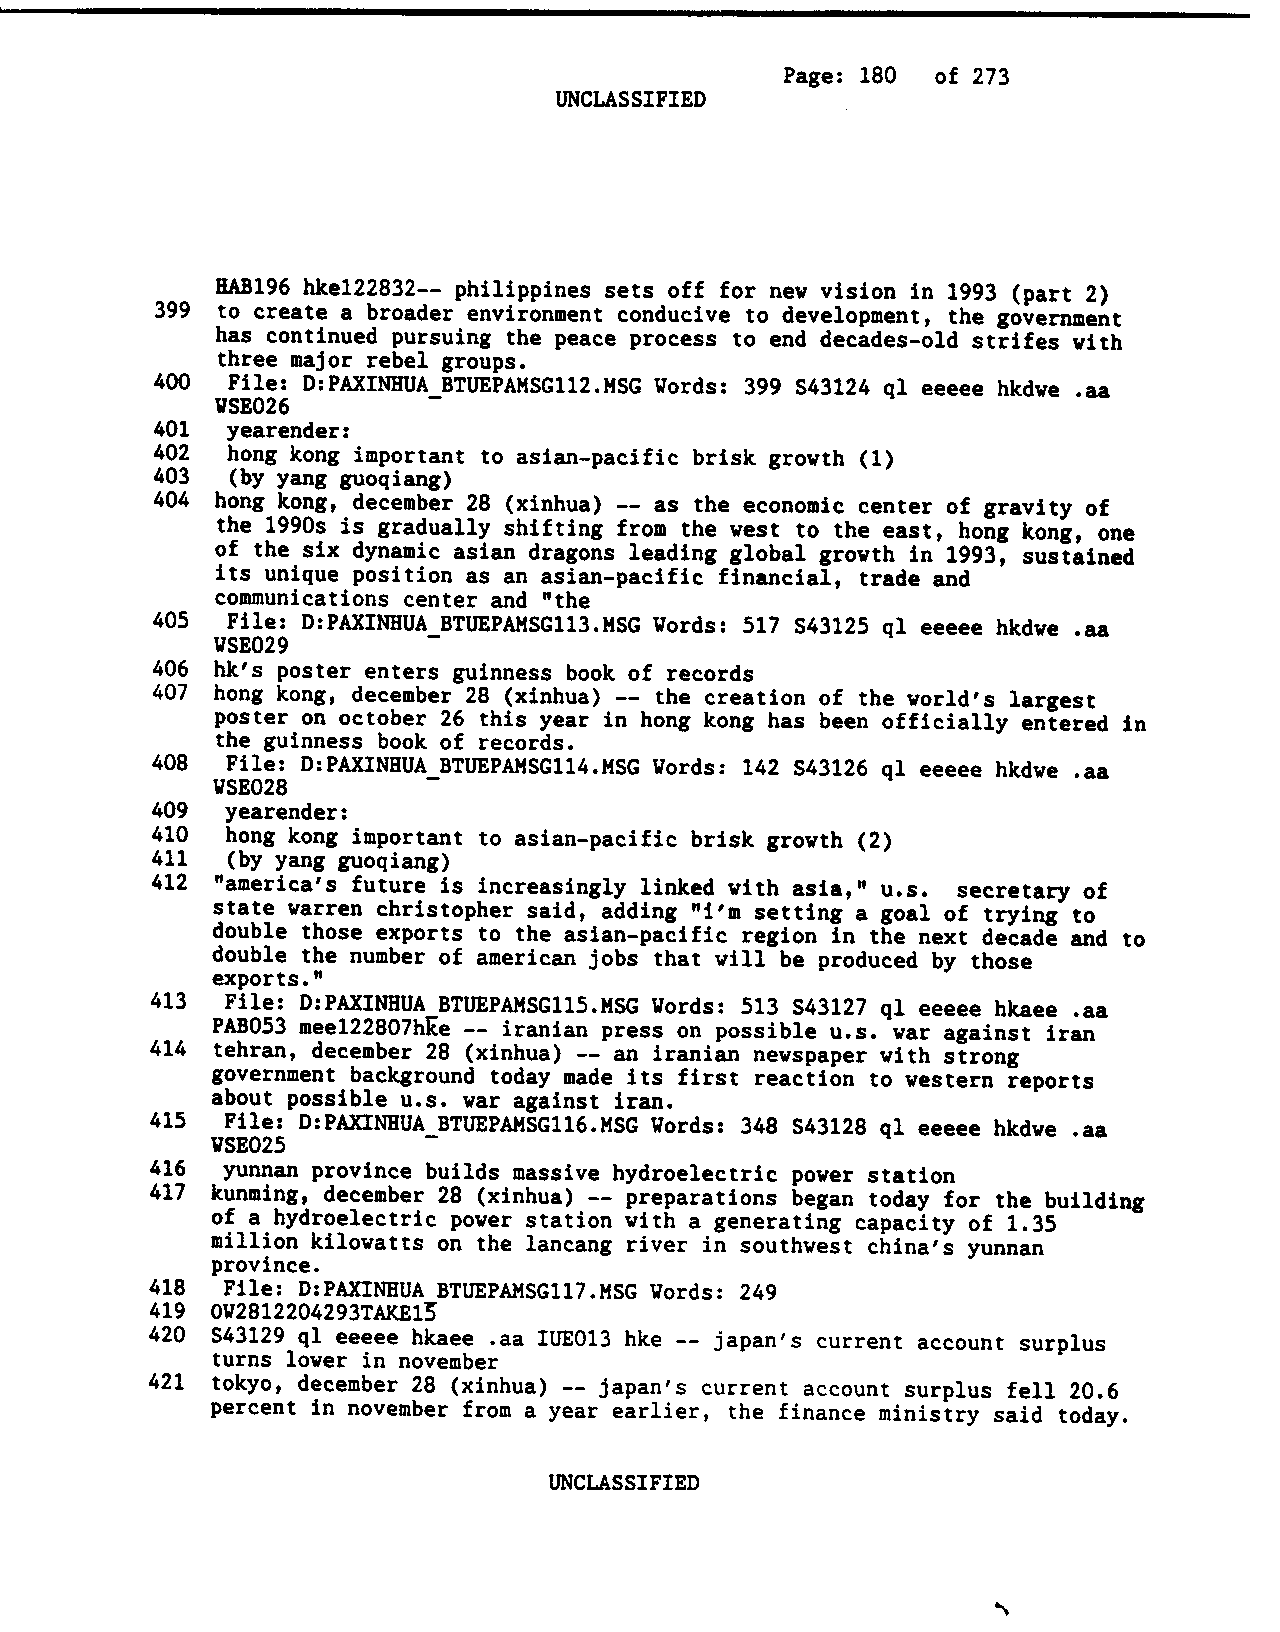 Page: 180 of 273
UNCLASSIFIED
HAB196 hke122832-- philippines sets off for new vision in 1993 (part 2)
399 to create a broader environment conducive to development, the government
has continued pursuing the peace process to end decades-old strifes with
three major rebel groups.
400 File: D:PAXINHUA_BTUEPAMSG112.MSG Words: 399 S43124 ql eeeee hkdwe .aa
WSE026
401 yearender:
402 hong kong important to asian-pacific brisk growth (1)
403 (by yang guoqiang)
404 hong kong, december 28 (xinhua) -- as the economic center of gravity of
the 1990s is gradually shifting from the west to the east, hong kong, one
of the six dynamic asian dragons leading global growth in 1993, sustained
its unique position as an asian-pacific financial, trade and
communications center and "the
405 File: D:PAXINHUA_BTUEPAMSG113.MSG Words: 517 S43125 ql eeeee hkdwe .aa
WSE029
406 hk's poster enters guinness book of records
407 hong kong, december 28 (xinhua) -- the creation of the world's largest
poster on october 26 this year in hong kong has been officially entered in
the guinness book of records.
408 File: D:PAXINHUA_BTUEPAMSG114.MSG Words: 142 S43126 ql eeeee hkdwe .aa
WSE028
409 yearender:
410 hong kong important to asian-pacific brisk growth (2)
411 (by yang guoqiang)
412 "america's future is increasingly linked with asia," u.s. secretary of
state warren christopher said, adding "i'm setting a goal of trying to
double those exports to the asian-pacific region in the next decade and to
double the number of american jobs that will be produced by those
exports."
413 File: D:PAXINHUA_BTUEPAMSG115.MSG Words: 513 S43127 ql eeeee hkaee .aa
PAB053 mee122807hke -- iranian press on possible u.s. war against iran
414 tehran, december 28 (xinhua) -- an iranian newspaper with strong
government background today made its first reaction to western reports
about possible u.s. war against iran.
415 File: D:PAXINHUA_BTUEPAMSG116.MSG Words: 348 S43128 ql eeeee hkdwe .aa
WSE025
416 yunnan province builds massive hydroelectric power station
417 kunming, december 28 (xinhua) -- preparations began today for the building
of a hydroelectric power station with a generating capacity of 1.35
million kilowatts on the lancang river in southwest china's yunnan
province.
418 File: D:PAXINHUA_BTUEPAMSG117.MSG Words: 249
419 OW2812204293TAKE15
420 S43129 ql eeeee hkaee .aa IUE013 hke -- japan's current account surplus
turns lower in november
421 tokyo, december 28 (xinhua) -- japan's current account surplus fell 20.6
percent in november from a year earlier, the finance ministry said today.
UNCLASSIFIED